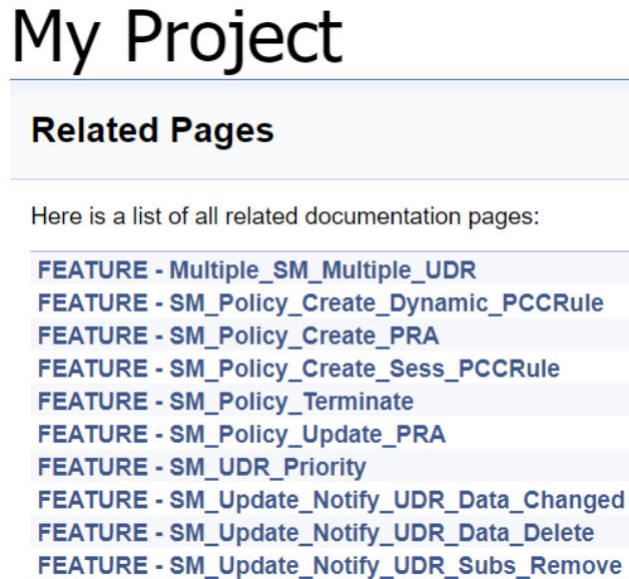 My Project
Related Pages
Here is a list of all related documentation pages:
FEATURE - Multiple_SM_Multiple_UDR
FEATURE - SM_Policy_Create_Dynamic_PCCRule
FEATURE - SM_Policy_Create_PRA
FEATURE - SM_Policy_Create_Sess_PCCRule
FEATURE - SM_Policy_Terminate
FEATURE - SM_Policy_Update_PRA
FEATURE - SM_UDR_Priority
FEATURE - SM_Update_Notify_UDR_Data_Changed
FEATURE - SM_Update_Notify_UDR_Data_Delete
FEATURE - SM_Update_Notify_UDR_Subs_Remove